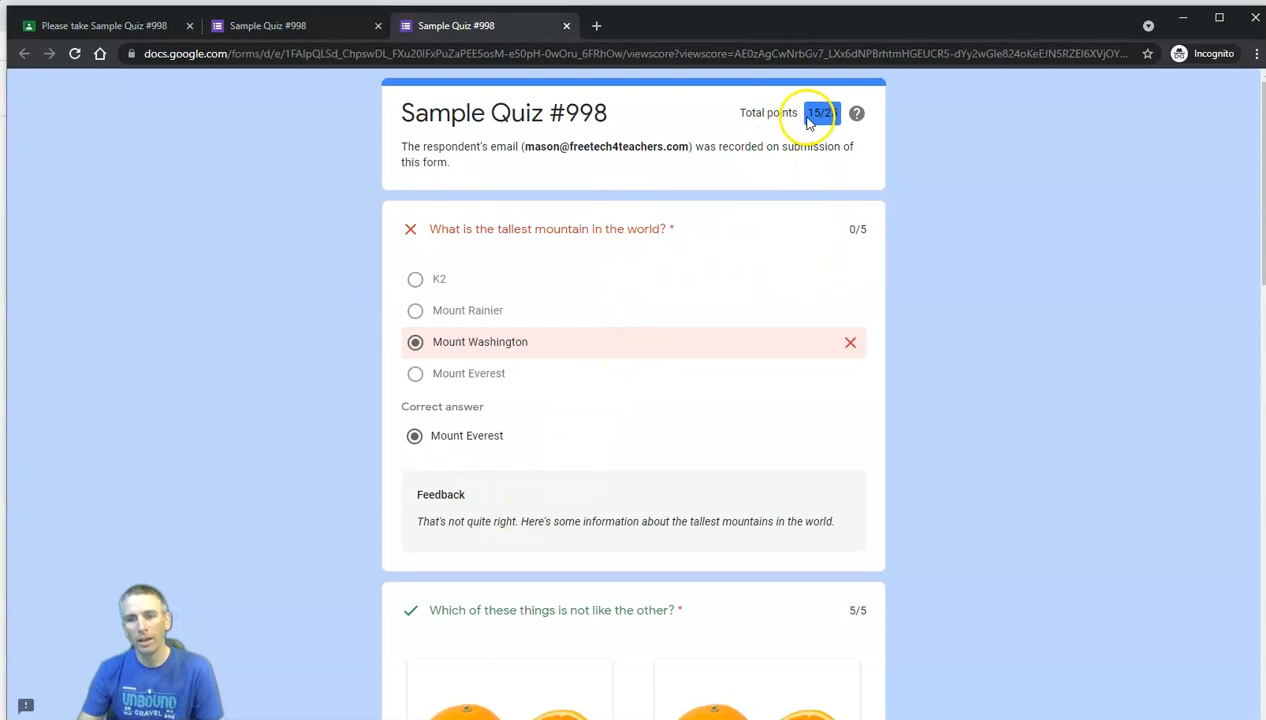 Please take Sample Quiz #998
Sample Quiz #998
Sample Quiz #998
docs.google.com/forms/d/e/1FAIpQLSd_ChpswDL_FXu20IFxPuZaPEE5osM-e50pH-0wOru_6FRhOw/viewscore?viewscore=AE0zAgCwNrbGv7_LXx6dNPBrhtmHGEUCR5-dYy2wGIe824oKeEJN5RZEI6XVjOY...
Incognito
Sample Quiz #998
Total points 15/25
The respondent's email (mason@freetech4teachers.com) was recorded on submission of
this form.
What is the tallest mountain in the world? *
0/5
K2
Mount Rainier
Mount Washington
Mount Everest
Correct answer
Mount Everest
Feedback
That's not quite right. Here's some information about the tallest mountains in the world.
Which of these things is not like the other? *
5/5
UNBOUND
GRAVEL